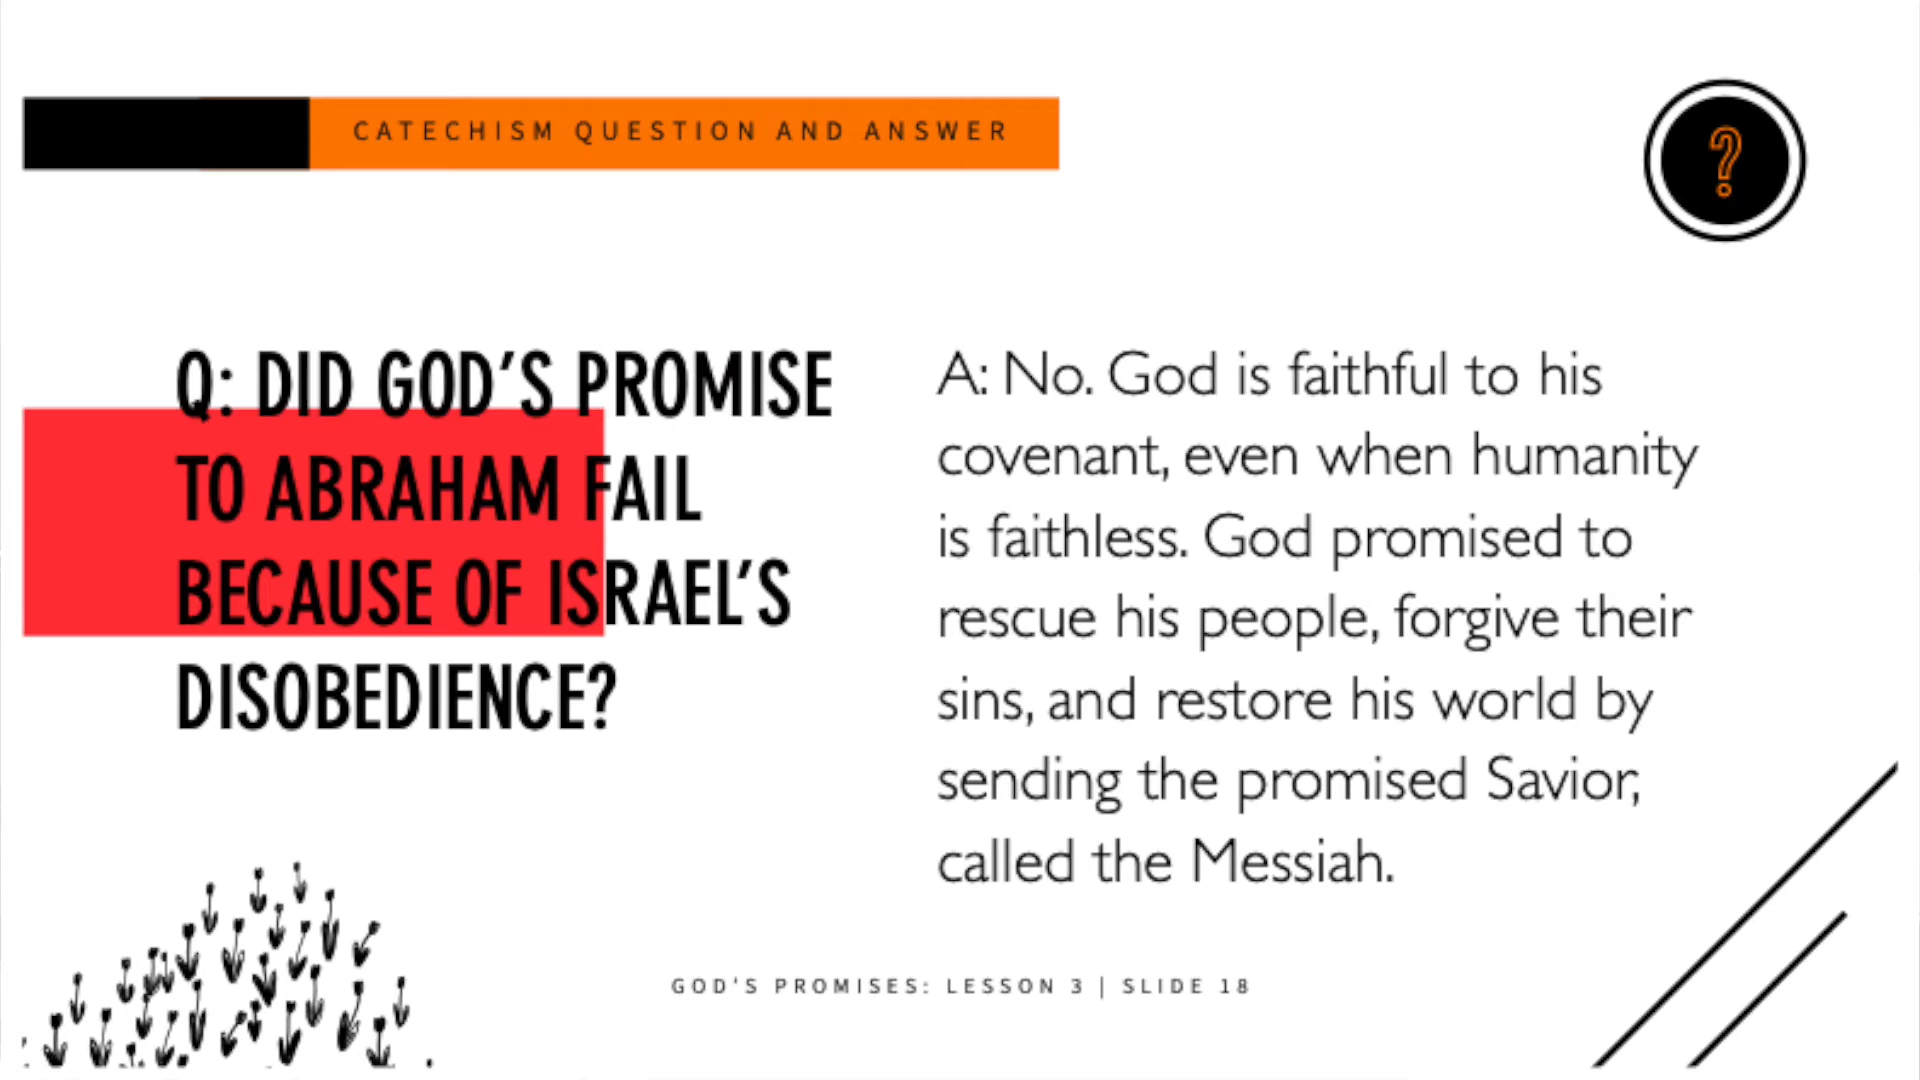 CATECHISM QUESTION AND ANSWER
?
Q: DID GOD'S PROMISE
TO ABRAHAM FAIL
BECAUSE OF ISRAEL'S
DISOBEDIENCE?
A: No. God is faithful to his
covenant, even when humanity
is faithless. God promised to
rescue his people, forgive their
sins, and restore his world by
sending the promised Savior,
called the Messiah.
GOD'S PROMISES: LESSON 3 | SLIDE 18